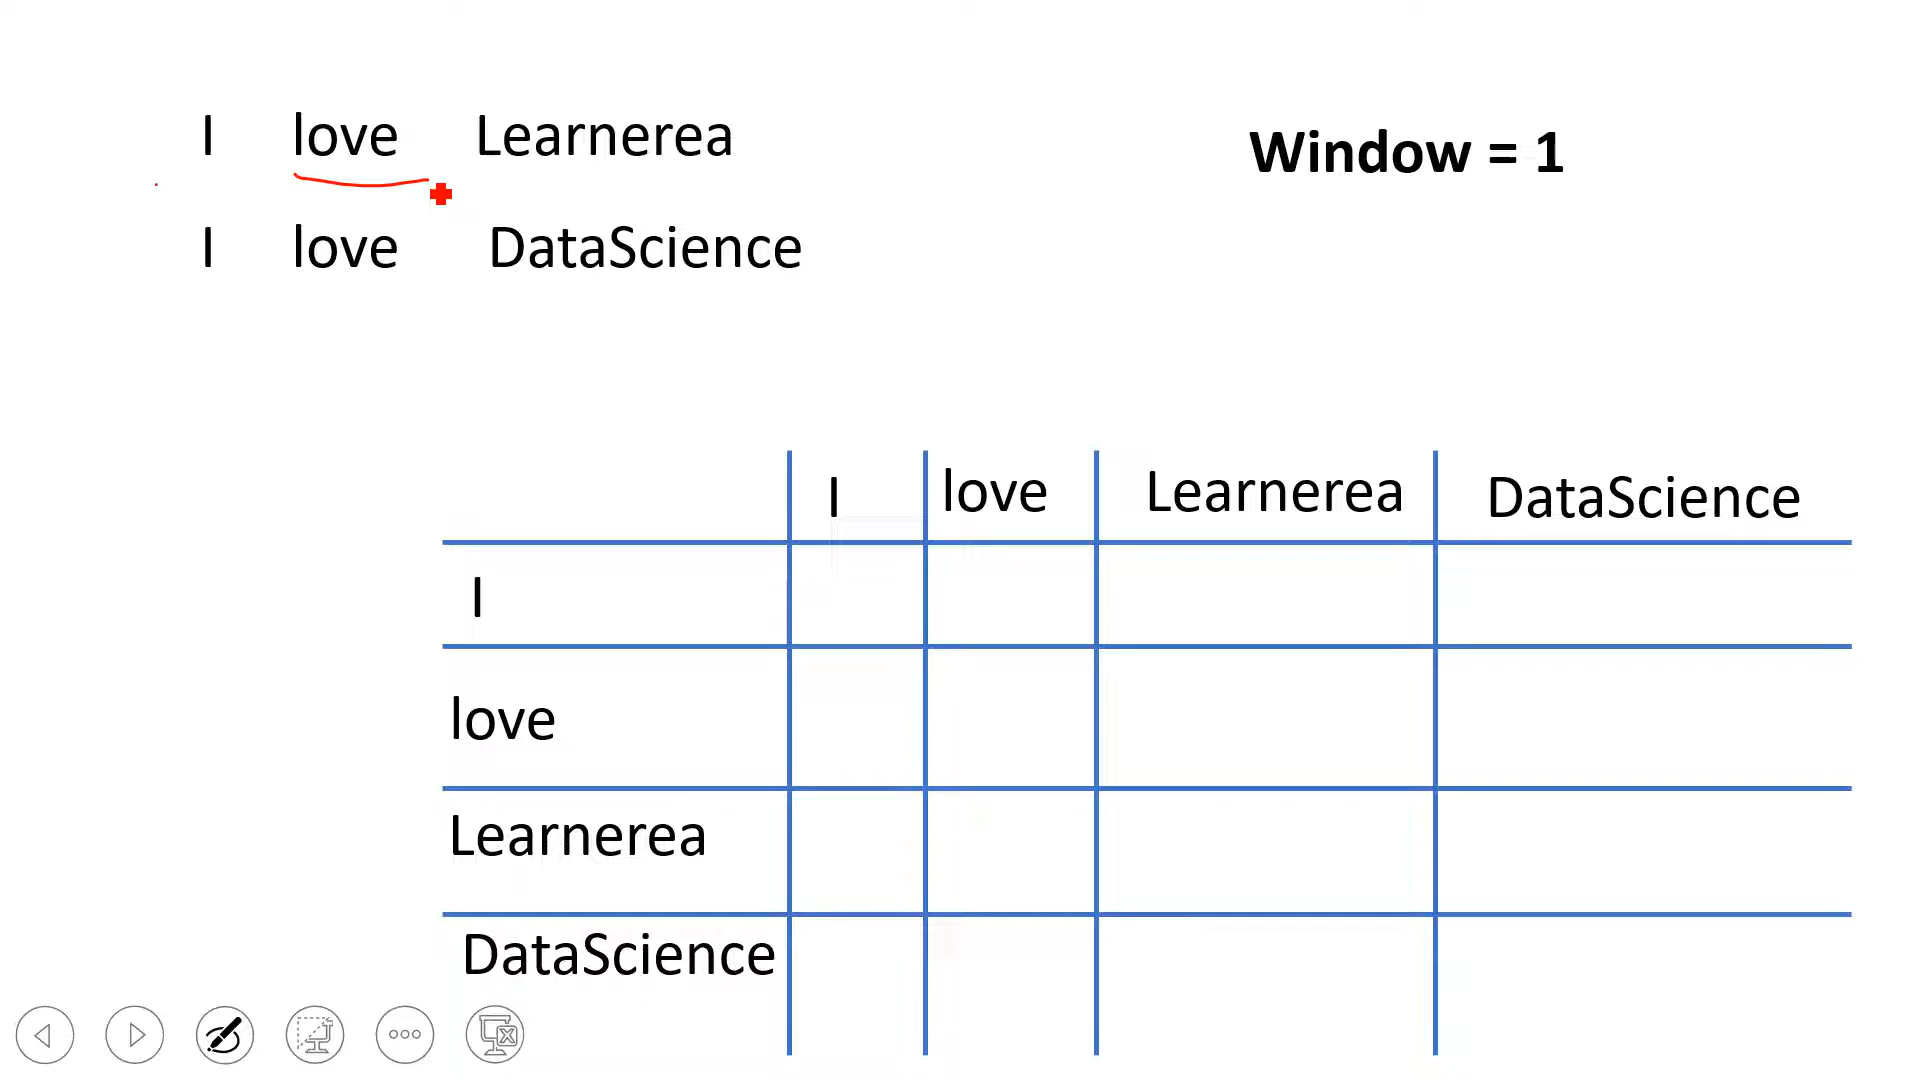 I love Learnerea
Window = 1
I love DataScience
I love Learnerea DataScience
I
love
Learnerea
DataScience